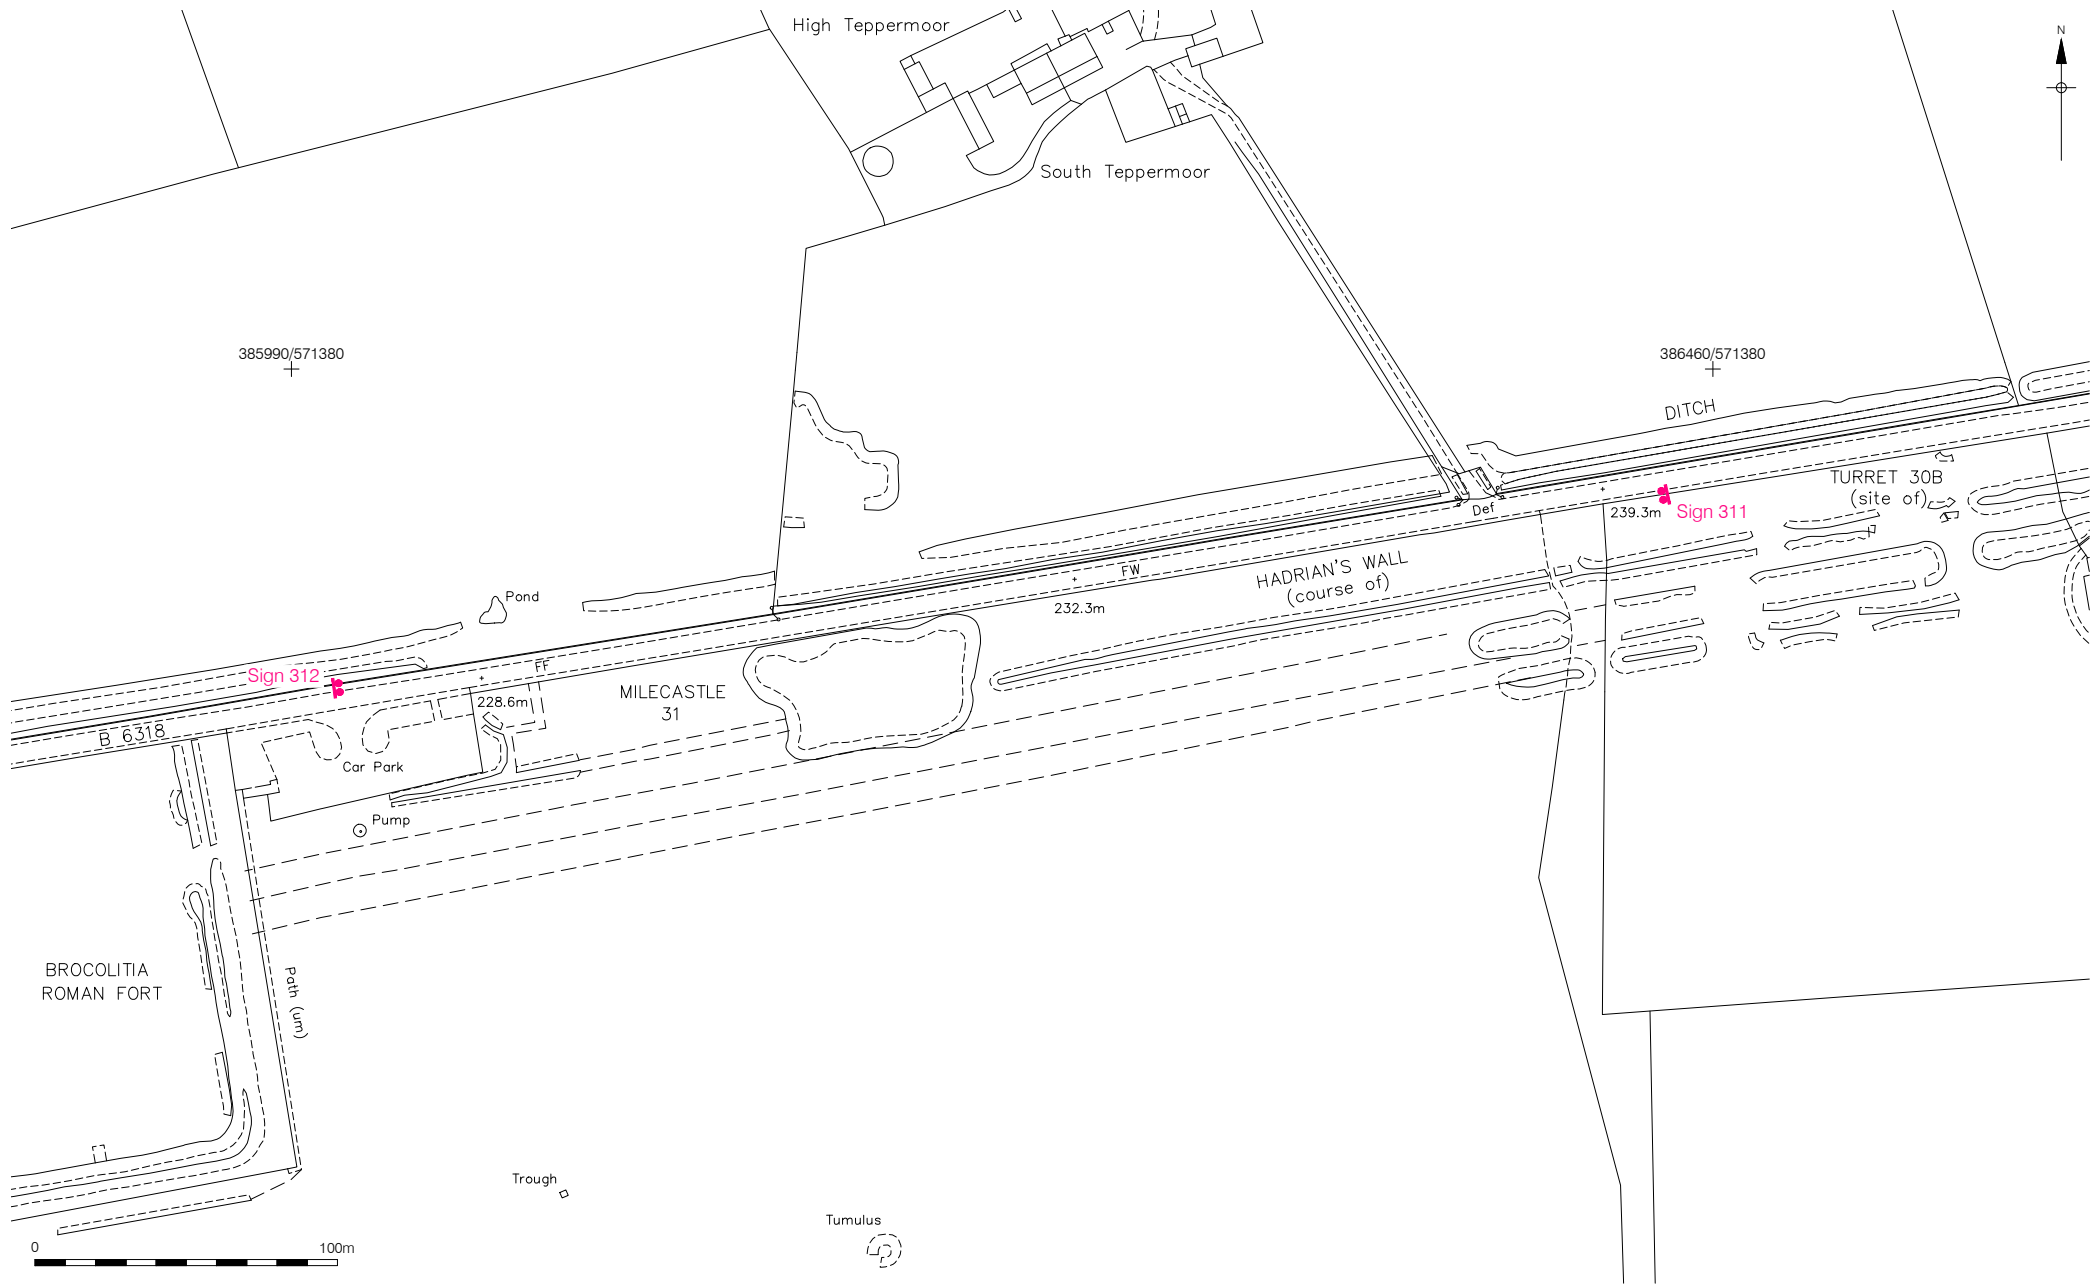 High Teppermoor
N
South Teppermoor
385990/571380
386460/571380
DITCH
TURRET 30B
(site of)
Def
239.3m
Sign 311
FW
HADRIAN'S WALL
(course of)
Pond
232.3m
Sign 312
FF
MILECASTLE
31
228.6m
B 6318
Car Park
Pump
BROCOLITIA
ROMAN FORT
Path (um)
Trough
Tumulus
0 100m